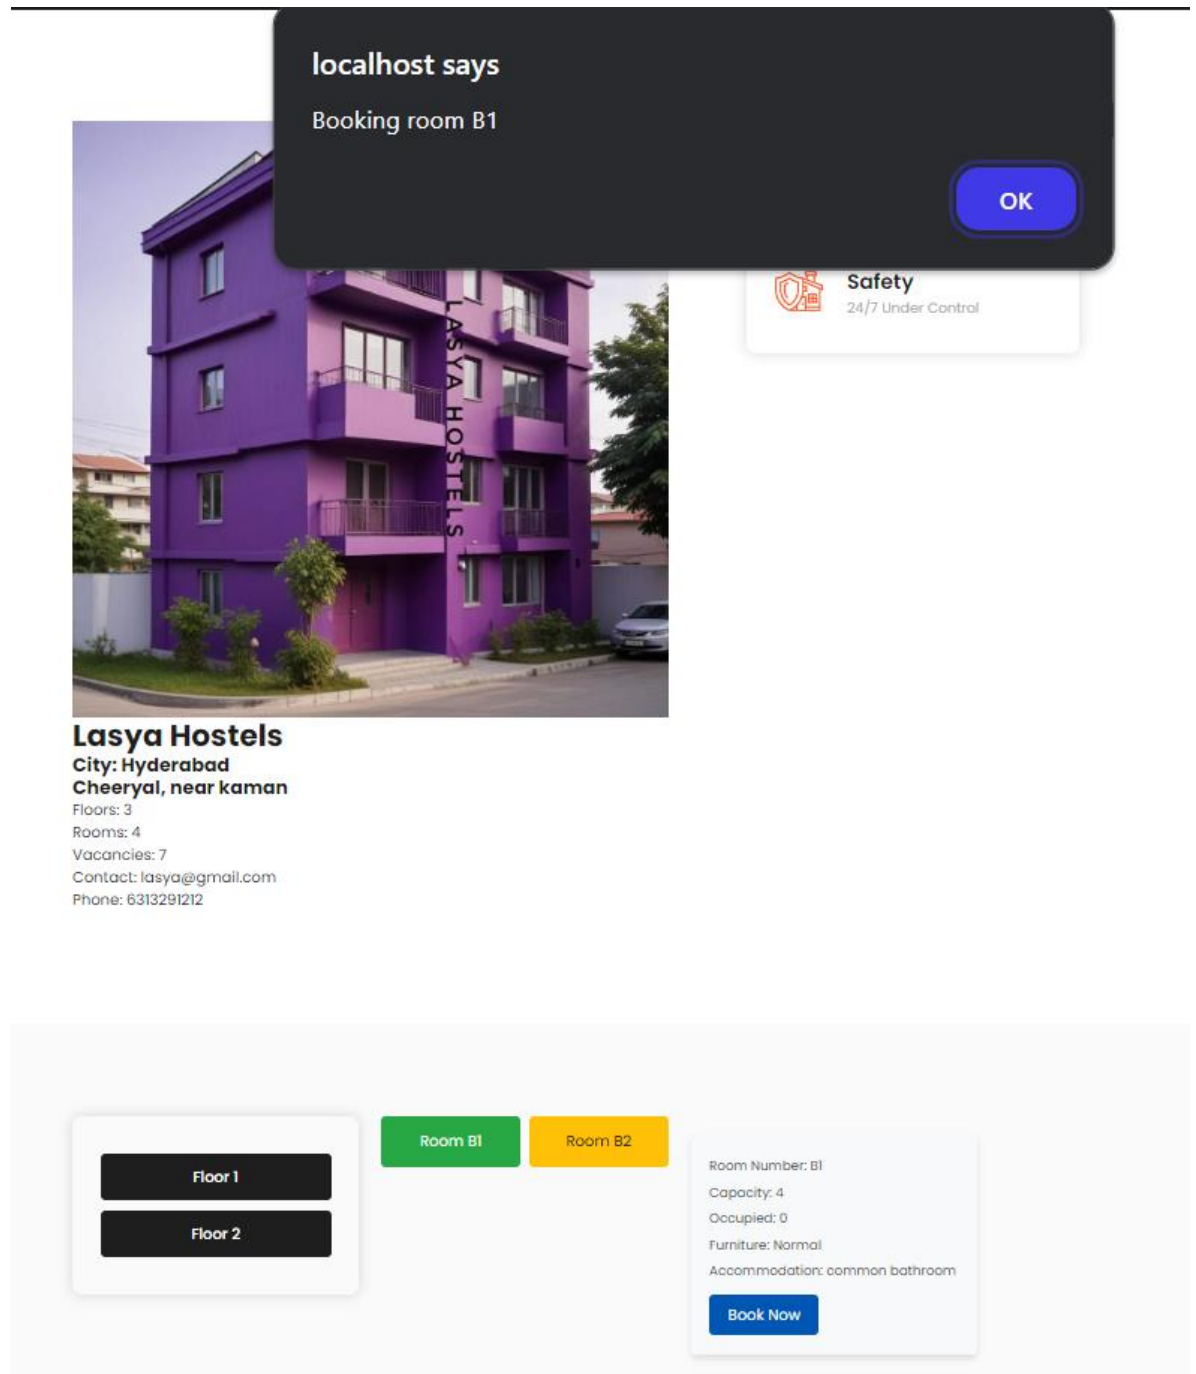 localhost says
Booking room B1
OK
LASYA HOSTELS
Safety
24/7 Under Control
Lasya Hostels
City: Hyderabad
Cheeryal, near kaman
Floors: 3
Rooms: 4
Vacancies: 7
Contact: lasya@gmail.com
Phone: 6313291212
Floor 1
Floor 2
Room B1
Room B2
Room Number: B1
Capacity: 4
Occupied: 0
Furniture: Normal
Accommodation: common bathroom
Book Now